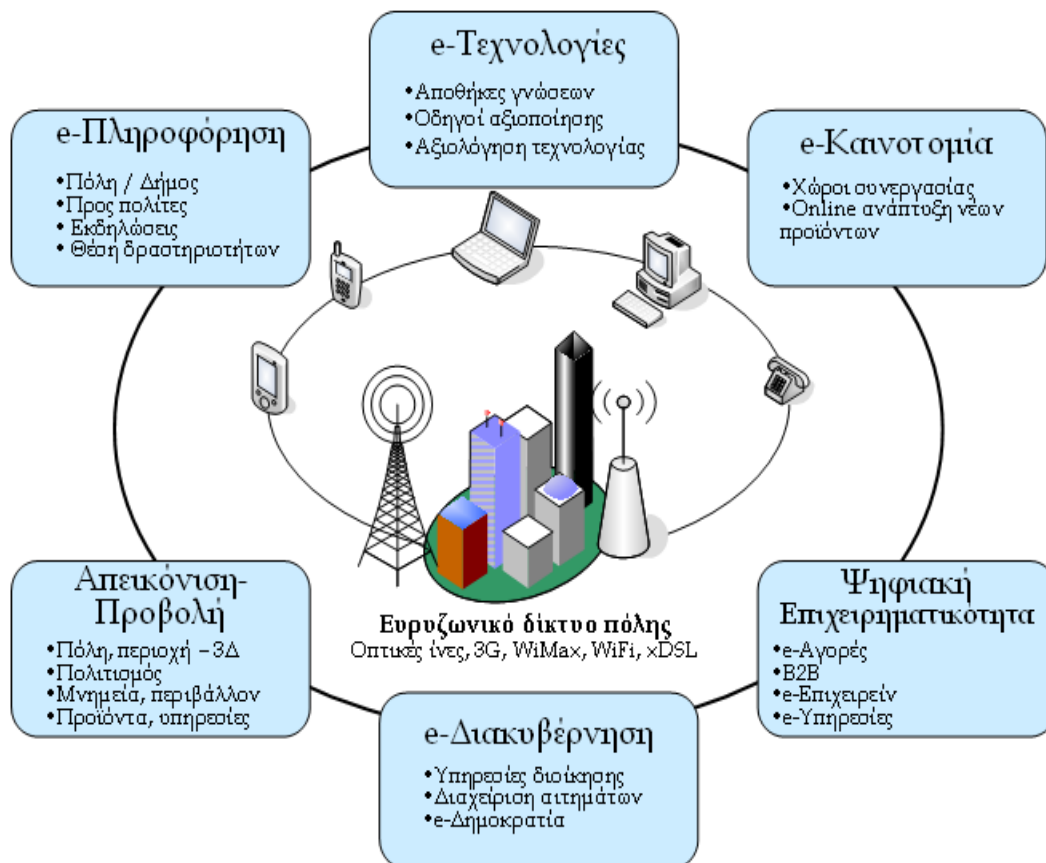 e-Τεχνολογίες
•Αποθήκες γνώσεων
•Οδηγοί αξιοποίησης
•Αξιολόγηση τεχνολογίας
e-Πληροφόρηση
•Πόλη / Δήμος
•Προς πολίτες
• Εκδηλώσεις
• Θέση δραστηριοτήτων
e-Καινοτομία
•Χώροι συνεργασίας
•Online ανάπτυξη νέων
προϊόντων
Απεικόνιση-
Προβολή
•Πόλη, περιοχή –3Δ
•Πολιτισμός
•Μνημεία, περιβάλλον
•Προϊόντα, υπηρεσίες
Ευρυζωνικό δίκτυο πόλης
Οπτικές ίνες, 3G, WiMax, WiFi, xDSL
Ψηφιακή
Επιχειρηματικότητα
•e-Αγορές
•B2B
•e-Επιχειρείν
•e-Υπηρεσίες
e-Διακυβέρνηση
•Υπηρεσίες διοίκησης
•Διαχείριση αιτημάτων
•e-Δημοκρατία